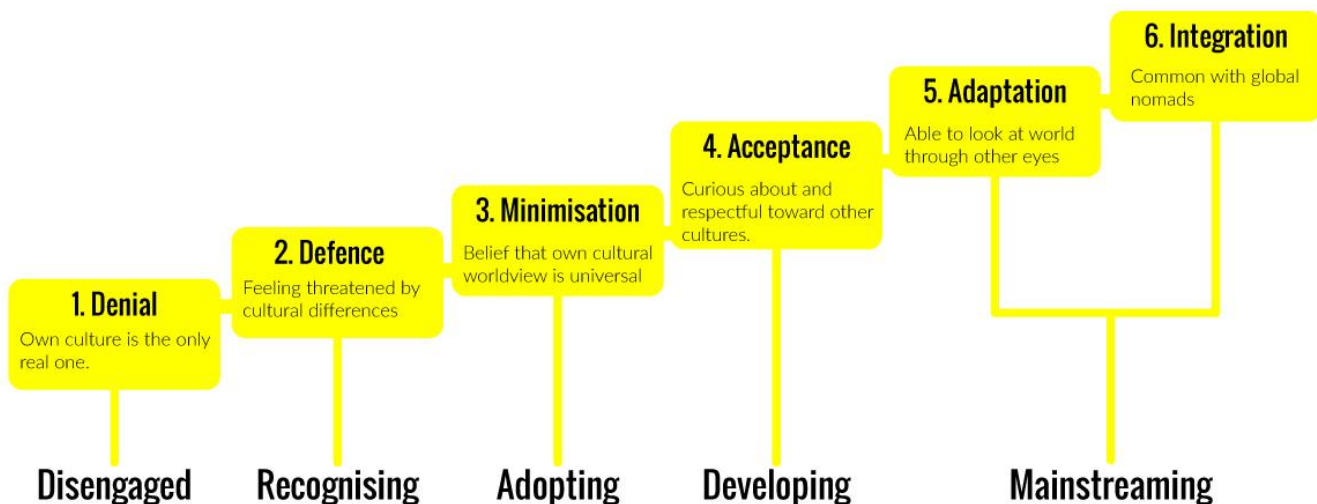 1. Denial
Own culture is the only
real one.
2. Defence
Feeling threatened by
cultural differences
3. Minimisation
Belief that own cultural
worldview is universal
4. Acceptance
Curious about and
respectful toward other
cultures.
5. Adaptation
Able to look at world
through other eyes
6. Integration
Common with global
nomads
Disengaged
Recognising
Adopting
Developing
Mainstreaming